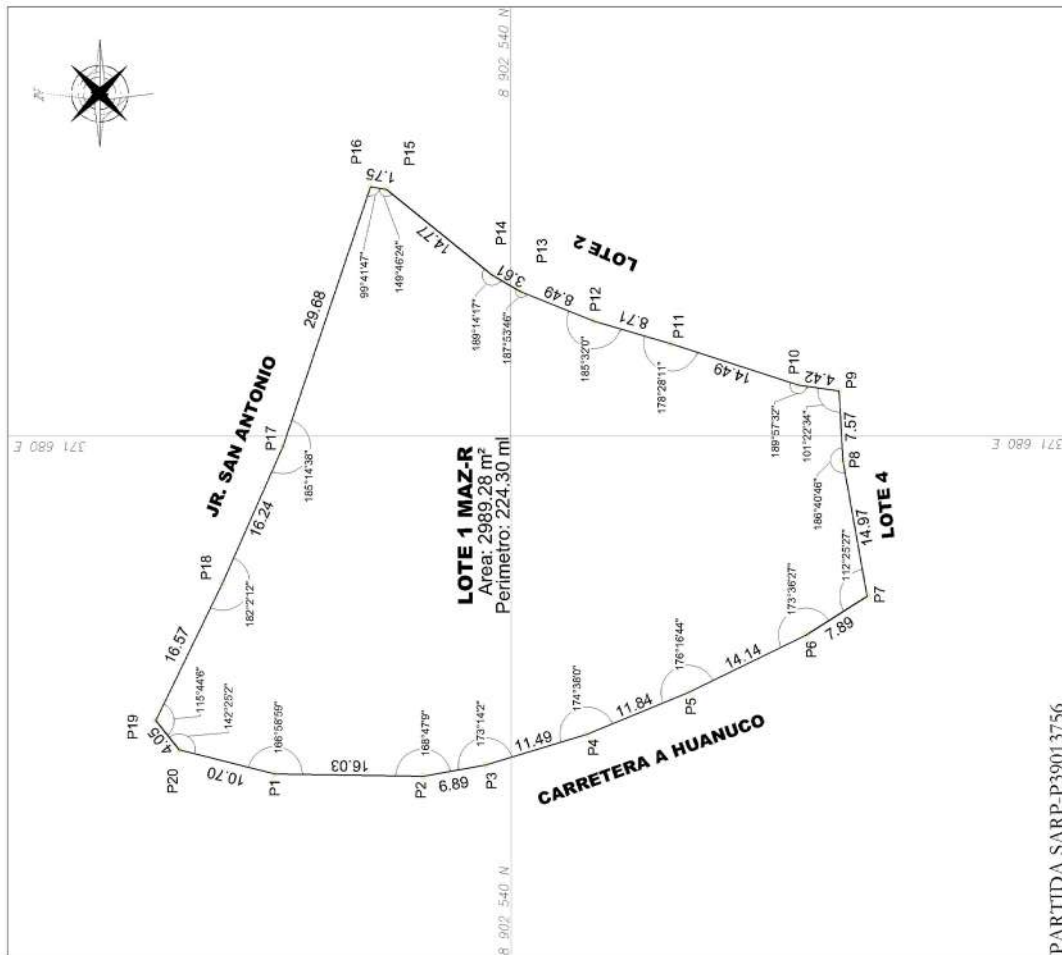 N
8 902 540 N
P16
P15
1.75
99°41'47"
149°46'24"
14.77
P14
P13
3.61
189°14'17"
187°53'46"
LOTE 2
8.49
P12
185°32'0"
8.71
P11
178°28'11"
14.49
P10
189°57'32"
4.42
P9
101°22'34"
7.57
P8
186°40'46"
14.97
LOTE 4
112°25'27"
P7
7.89
173°36'27"
P6
14.14
176°16'44"
P5
11.84
174°38'0"
P4
CARRETERA A HUANUCO
11.49
173°14'2"
P3
6.89
168°47'9"
P2
16.03
166°58'59"
P1
10.70
142°25'2"
P20
4.05
115°44'6"
P19
16.57
182°2'12"
P18
16.24
JR. SAN ANTONIO
185°14'38"
P17
29.68
371 680 E
371 680 E
LOTE 1 MAZ-R
Area: 2989.28 m²
Perimetro: 224.30 ml
8 902 540 N
PARTIDA SARP-P39013756